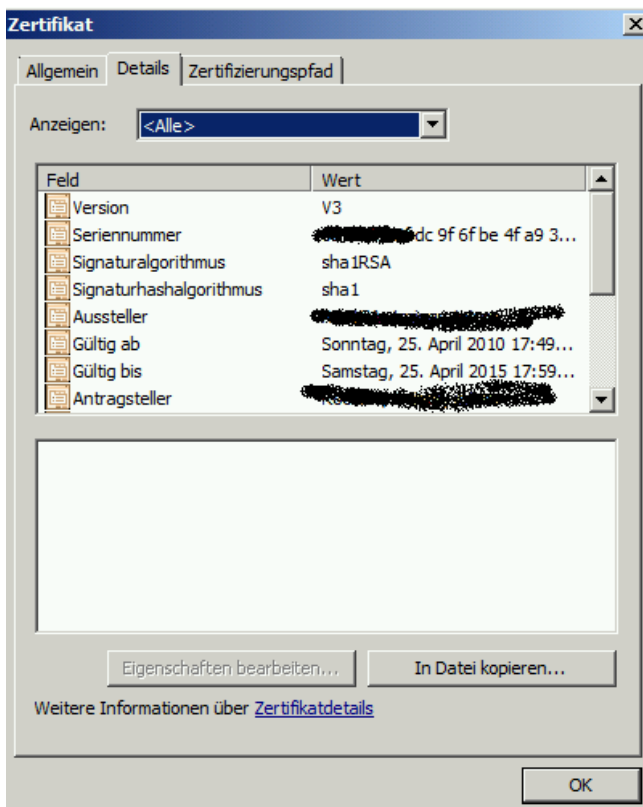 Zertifikat
Allgemein Details Zertifizierungspfad
Anzeigen: <Alle>
Feld Wert
Version V3
Seriennummer dc 9f 6f be 4f a9 3...
Signaturalgorithmus sha1RSA
Signaturhashalgorithmus sha1
Aussteller
Gültig ab Sonntag, 25. April 2010 17:49...
Gültig bis Samstag, 25. April 2015 17:59...
Antragsteller
Eigenschaften bearbeiten... In Datei kopieren...
Weitere Informationen über Zertifikatdetails
OK